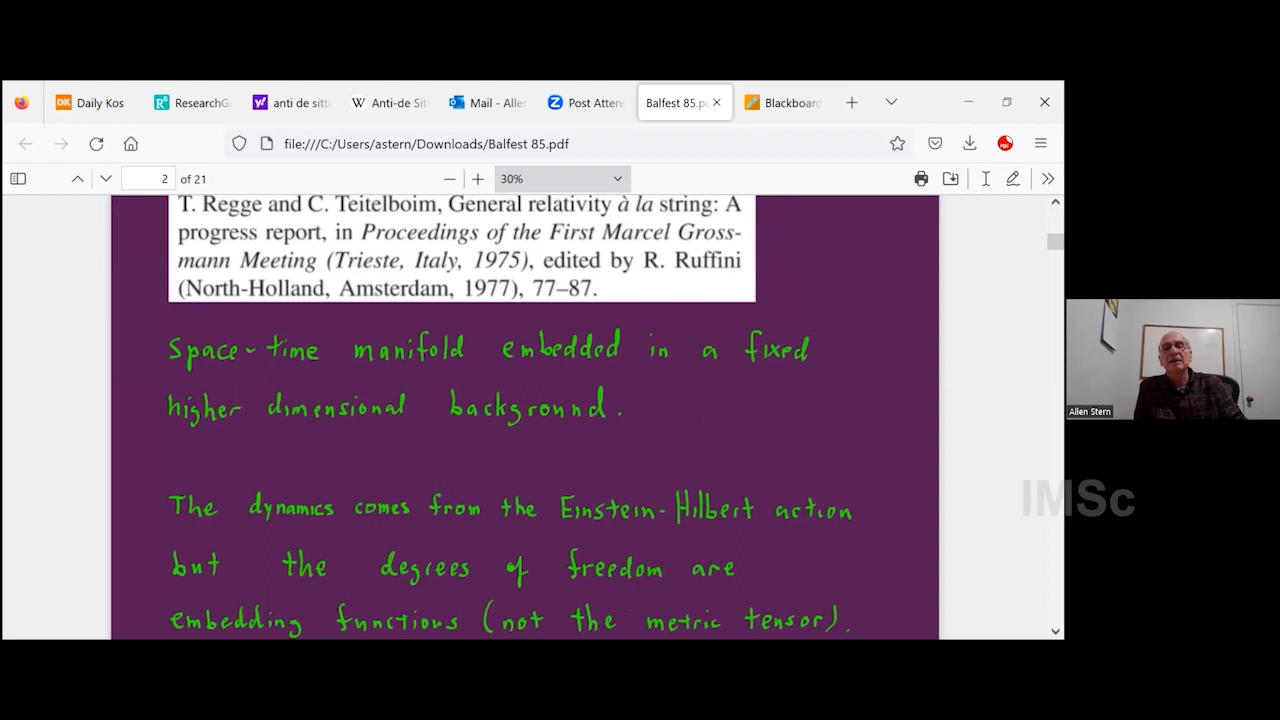 Daily Kos
ResearchG
anti de sitt
Anti-de Sit
Mail - Alle
Post Atten
Balfest 85.p
Blackboard
file:///C:/Users/astern/Downloads/Balfest 85.pdf
2 of 21
30%
T. Regge and C. Teitelboim, General relativity à la string: A
progress report, in Proceedings of the First Marcel Gross-
mann Meeting (Trieste, Italy, 1975), edited by R. Ruffini
(North-Holland, Amsterdam, 1977), 77–87.
Space-time manifold embedded in a fixed
higher dimensional background.
The dynamics comes from the Einstein-Hilbert action
but the degrees of freedom are
embedding functions (not the metric tensor).
Allen Stern
IMSc